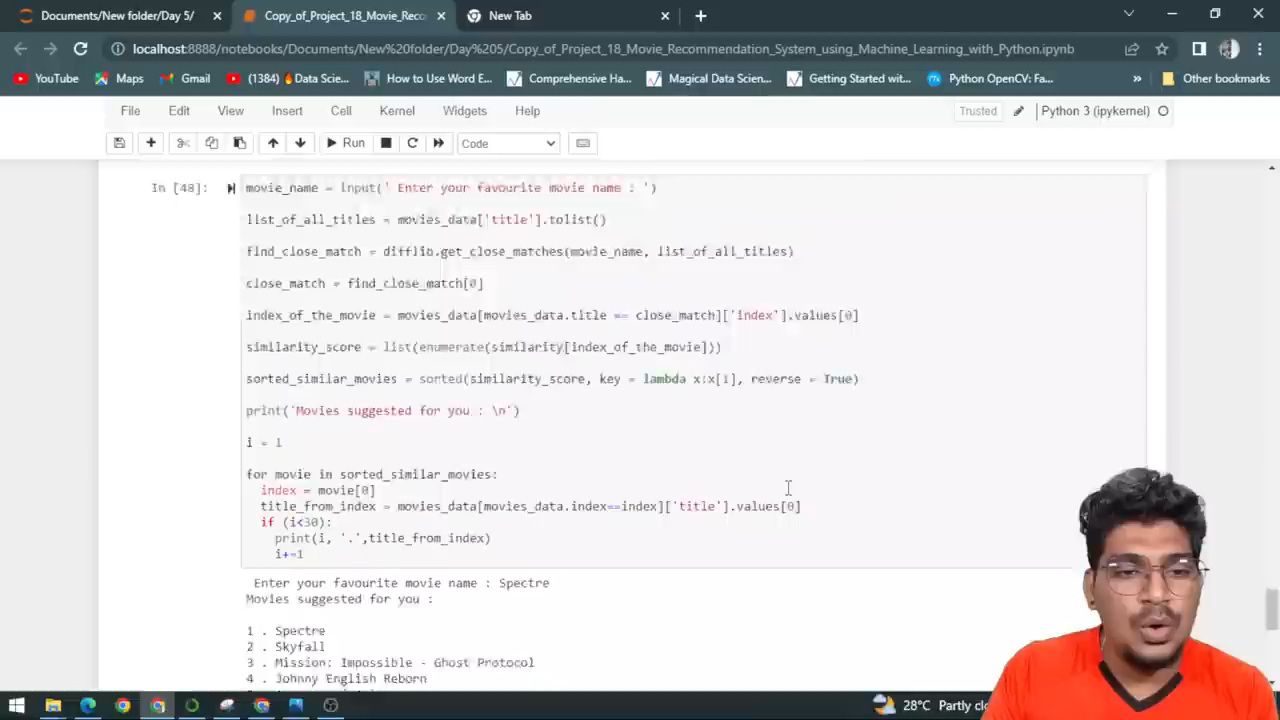 Documents/New folder/Day 5/
Copy_of_Project_18_Movie_Reco
New Tab
localhost:8888/notebooks/Documents/New%20folder/Day%205/Copy_of_Project_18_Movie_Recommendation_System_using_Machine_Learning_with_Python.ipynb
YouTube
Maps
Gmail
(1384) 🔥Data Scie...
How to Use Word E...
Comprehensive Ha...
Magical Data Scien...
Getting Started wit...
Python OpenCV: Fa...
»
Other bookmarks
File Edit View Insert Cell Kernel Widgets Help
Trusted
Python 3 (ipykernel)
Run
Code
In [48]:
movie_name = input(' Enter your favourite movie name : ')
list_of_all_titles = movies_data['title'].tolist()
find_close_match = difflib.get_close_matches(movie_name, list_of_all_titles)
close_match = find_close_match[0]
index_of_the_movie = movies_data[movies_data.title == close_match]['index'].values[0]
similarity_score = list(enumerate(similarity[index_of_the_movie]))
sorted_similar_movies = sorted(similarity_score, key = lambda x:x[1], reverse = True)
print('Movies suggested for you : \n')
i = 1
for movie in sorted_similar_movies:
index = movie[0]
title_from_index = movies_data[movies_data.index==index]['title'].values[0]
if (i<30):
print(i, '.',title_from_index)
i+=1
Enter your favourite movie name : Spectre
Movies suggested for you :
1 . Spectre
2 . Skyfall
3 . Mission: Impossible - Ghost Protocol
4 . Johnny English Reborn
28°C Partly clo